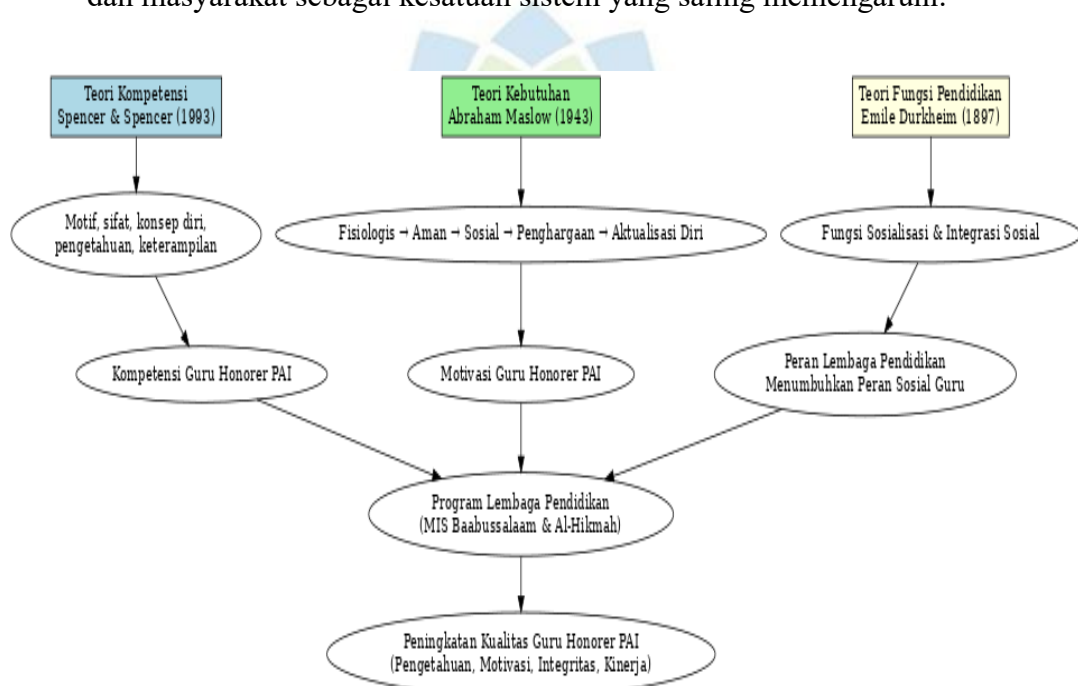 dan masyarakat sebagai kesatuan sistem yang saling memengaruhi.
Teori Kompetensi
Spencer & Spencer (1993)
Teori Kebutuhan
Abraham Maslow (1943)
Teori Fungsi Pendidikan
Emile Durkheim (1897)
Motif, sifat, konsep diri,
pengetahuan, keterampilan
Fisiologis → Aman → Sosial → Penghargaan → Aktualisasi Diri
Fungsi Sosialisasi & Integrasi Sosial
Kompetensi Guru Honorer PAI
Motivasi Guru Honorer PAI
Peran Lembaga Pendidikan
Menumbuhkan Peran Sosial Guru
Program Lembaga Pendidikan
(MIS Baabussalaam & Al-Hikmah)
Peningkatan Kualitas Guru Honorer PAI
(Pengetahuan, Motivasi, Integritas, Kinerja)